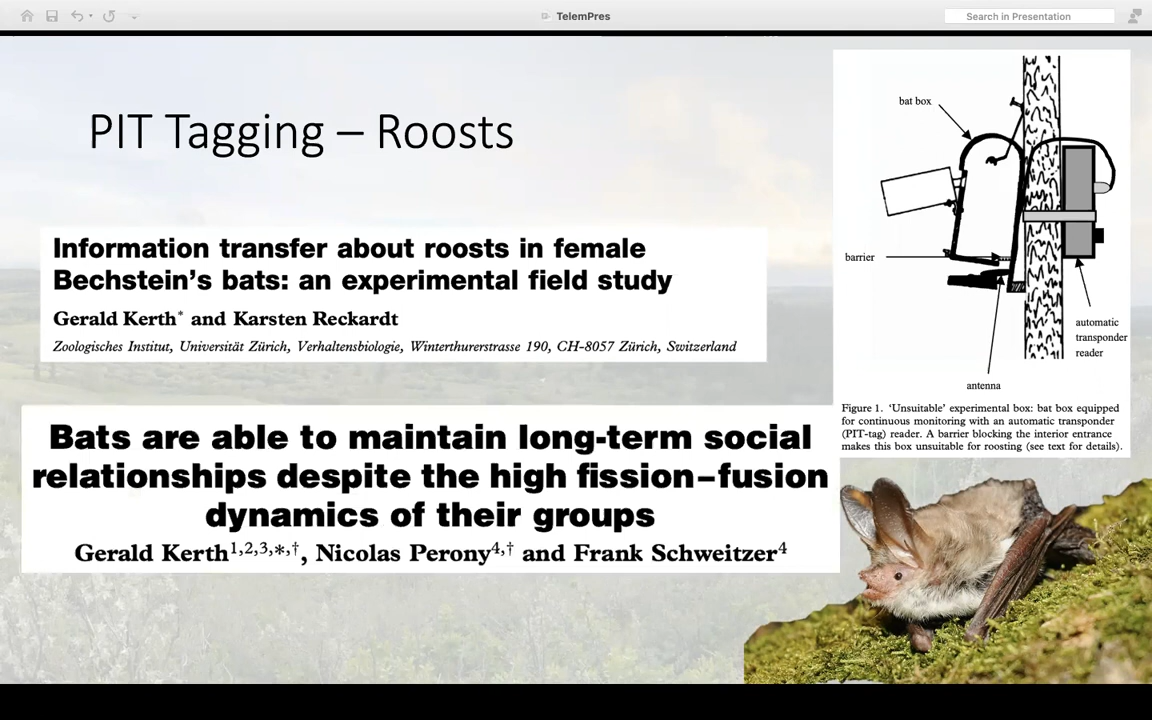 TelemPres
Search in Presentation
PIT Tagging – Roosts
Information transfer about roosts in female
Bechstein's bats: an experimental field study
Gerald Kerth* and Karsten Reckardt
Zoologisches Institut, Universität Zürich, Verhaltensbiologie, Winterthurerstrasse 190, CH-8057 Zürich, Switzerland
Bats are able to maintain long-term social
relationships despite the high fission–fusion
dynamics of their groups
Gerald Kerth1,2,3,*,†, Nicolas Perony4,† and Frank Schweitzer4
bat box
barrier
automatic
transponder
reader
antenna
Figure 1. ‘Unsuitable’ experimental box: bat box equipped
for continuous monitoring with an automatic transponder
(PIT-tag) reader. A barrier blocking the interior entrance
makes this box unsuitable for roosting (see text for details).